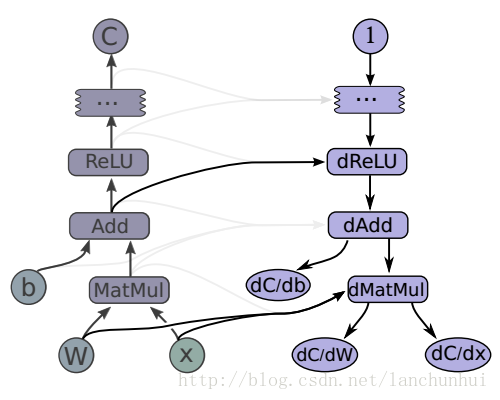 C
1
...
...
ReLU
dReLU
Add
dAdd
b
dC/db
MatMul
dMatMul
W
x
dC/dW
dC/dx
http://blog.csdn.net/lanchunhui